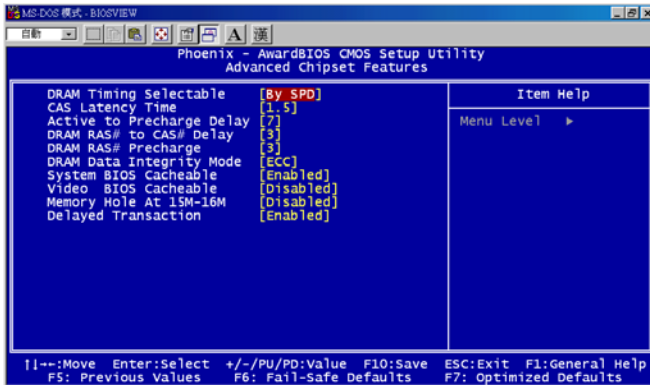 MS-DOS 模式 - BIOSVIEW
自動 A 漢
Phoenix - AwardBIOS CMOS Setup Utility
Advanced Chipset Features
DRAM Timing Selectable [By SPD]
CAS Latency Time [1.5]
Active to Precharge Delay [7]
DRAM RAS# to CAS# Delay [3]
DRAM RAS# Precharge [3]
DRAM Data Integrity Mode [ECC]
System BIOS Cacheable [Enabled]
Video BIOS Cacheable [Disabled]
Memory Hole At 15M-16M [Disabled]
Delayed Transaction [Enabled]
Item Help
Menu Level ▶
↑↓→←:Move Enter:Select +/-/PU/PD:Value F10:Save ESC:Exit F1:General Help
F5: Previous Values F6: Fail-Safe Defaults F7: Optimized Defaults